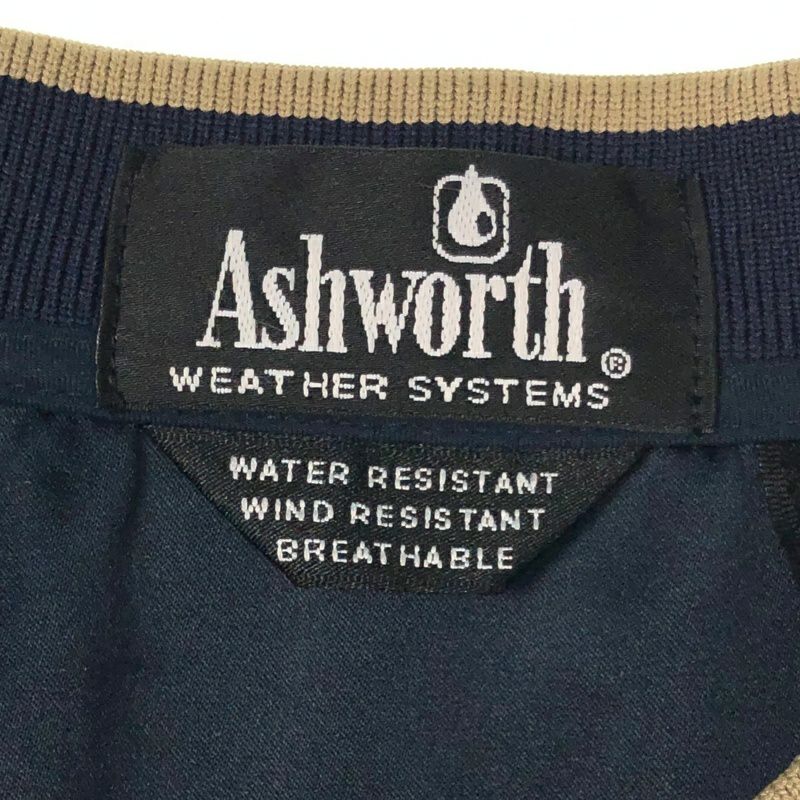 Ashworth®
WEATHER SYSTEMS
WATER RESISTANT
WIND RESISTANT
BREATHABLE